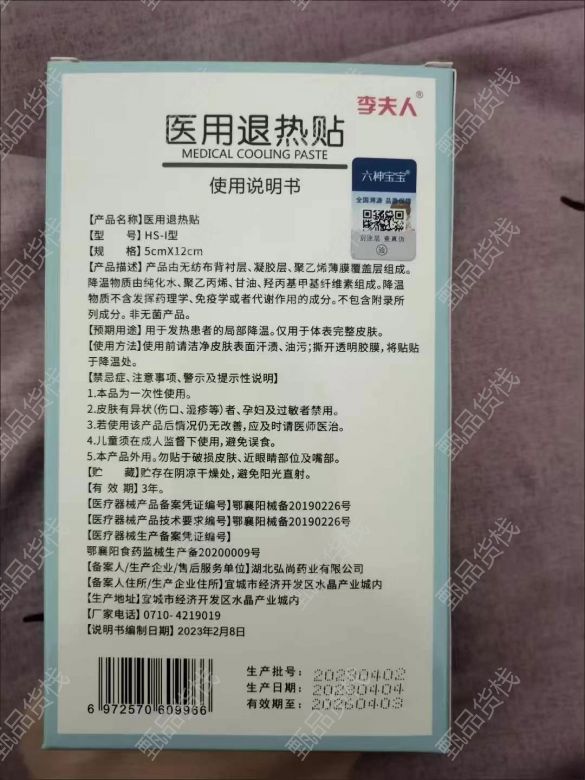 李夫人®
医用退热贴
MEDICAL COOLING PASTE
使用说明书
六神宝宝®
全国溯源 品质保障
刮涂层 查真伪
【产品名称】医用退热贴
【型 号】HS-I型
【规 格】5cmX12cm
【产品描述】产品由无纺布背衬层、凝胶层、聚乙烯薄膜覆盖层组成。
降温物质由纯化水、聚乙丙烯、甘油、羟丙基甲基纤维素组成。降温
物质不含发挥药理学、免疫学或者代谢作用的成分。不包含附录所
列成分。非无菌产品。
【预期用途】用于发热患者的局部降温。仅用于体表完整皮肤。
【使用方法】使用前请洁净皮肤表面汗渍、油污；撕开透明胶膜，将贴贴
于降温处。
【禁忌症、注意事项、警示及提示性说明】
1.本品为一次性使用。
2.皮肤有异状（伤口、湿疹等）者、孕妇及过敏者禁用。
3.若使用该产品后情况仍无改善，应及时请医师医治。
4.儿童须在成人监督下使用，避免误食。
5.本产品外用。勿贴于破损皮肤、近眼睛部位及嘴部。
【贮 藏】贮存在阴凉干燥处，避免阳光直射。
【有 效 期】3年。
【医疗器械产品备案凭证编号】鄂襄阳械备20190226号
【医疗器械产品技术要求编号】鄂襄阳械备20190226号
【医疗器械生产备案凭证编号】
鄂襄阳食药监械生产备20200009号
【备案人/生产企业/售后服务单位】湖北弘尚药业有限公司
【备案人住所/生产企业住所】宜城市经济开发区水晶产业城内
【生产地址】宜城市经济开发区水晶产业城内
【厂家电话】0710-4219019
【说明书编制日期】2023年2月8日
生产批号：20230402
生产日期：20230404
有效期至：20260403
6 972570 609966
甄品货栈